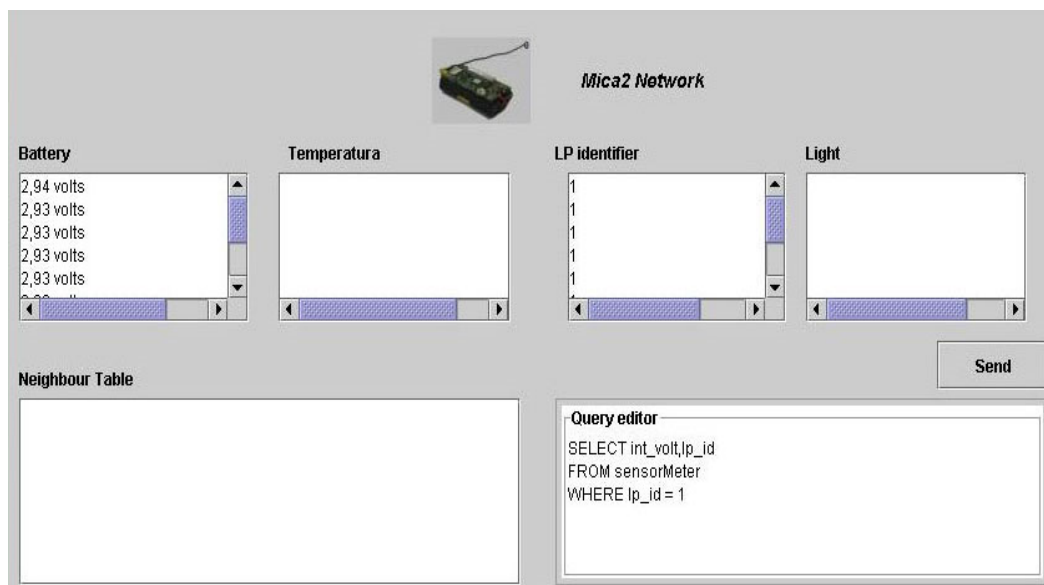 Mica2 Network
Battery
Temperatura
LP identifier
Light
2,94 volts
2,93 volts
2,93 volts
2,93 volts
2,93 volts
1
1
1
1
1
Send
Neighbour Table
Query editor
SELECT int_volt,lp_id
FROM sensorMeter
WHERE lp_id = 1